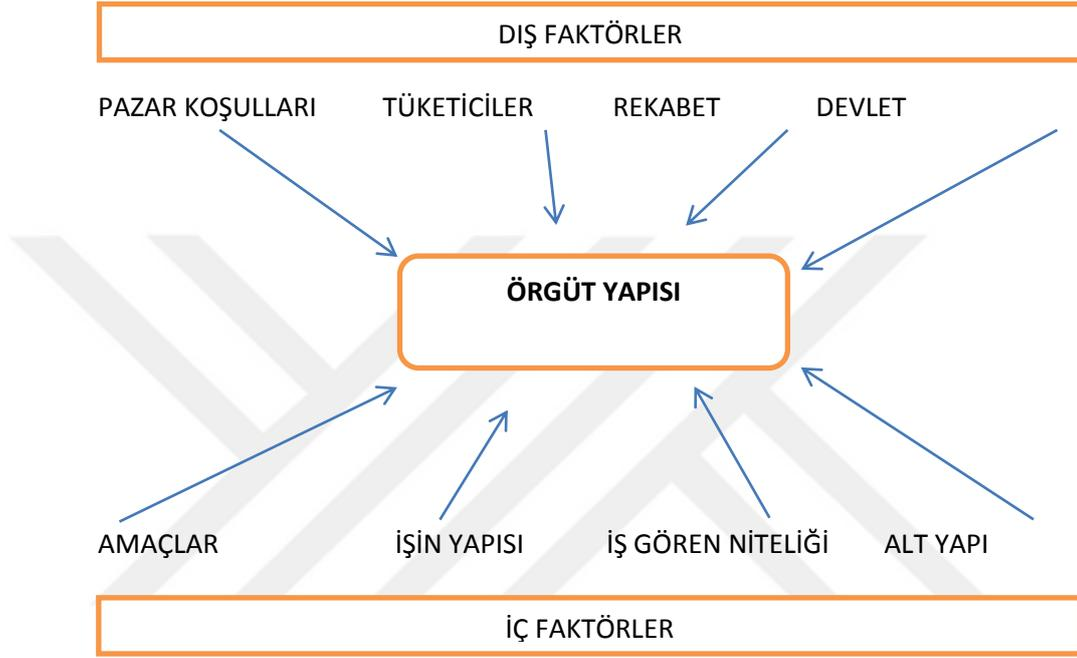 DIŞ FAKTÖRLER
PAZAR KOŞULLARI TÜKETİCİLER REKABET DEVLET
ÖRGÜT YAPISI
AMAÇLAR İŞİN YAPISI İŞ GÖREN NİTELİĞİ ALT YAPI
İÇ FAKTÖRLER